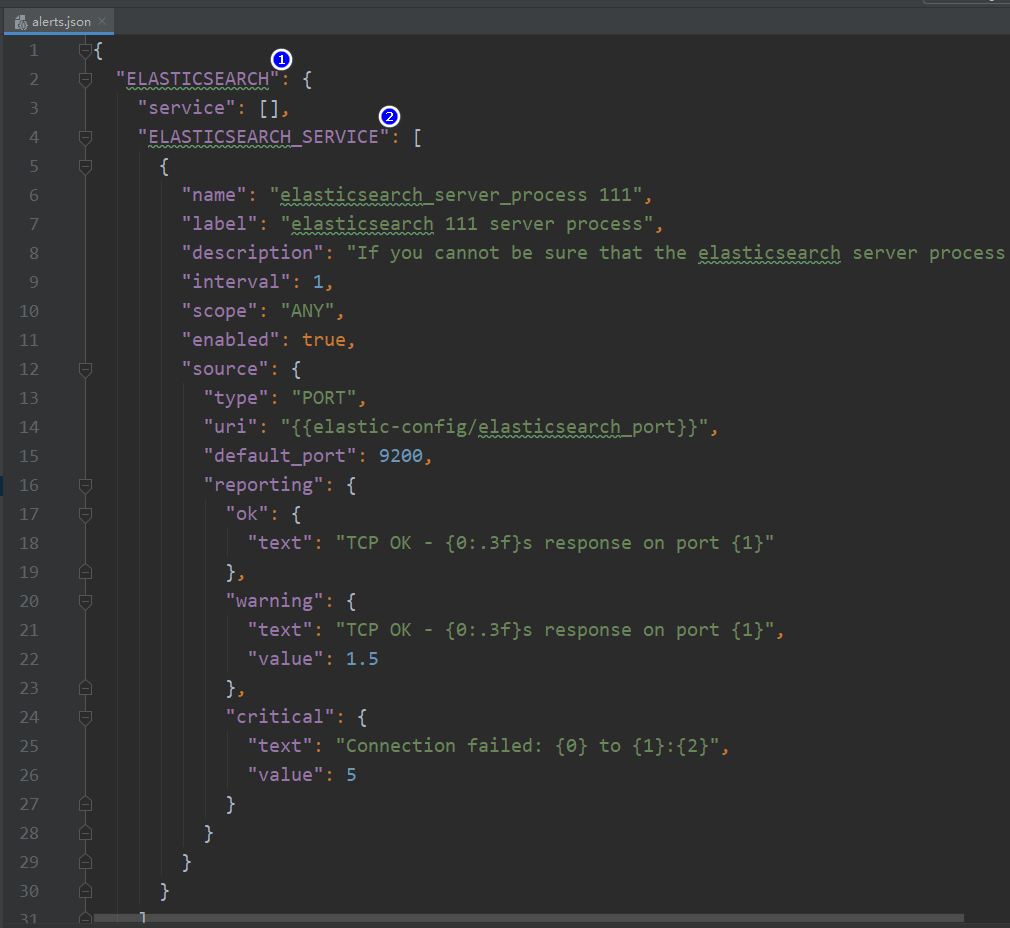 alerts.json
1 {
2 "ELASTICSEARCH": { 1
3 "service": [],
4 "ELASTICSEARCH_SERVICE": [ 2
5 {
6 "name": "elasticsearch_server_process 111",
7 "label": "elasticsearch 111 server process",
8 "description": "If you cannot be sure that the elasticsearch server process
9 "interval": 1,
10 "scope": "ANY",
11 "enabled": true,
12 "source": {
13 "type": "PORT",
14 "uri": "{{elastic-config/elasticsearch_port}}",
15 "default_port": 9200,
16 "reporting": {
17 "ok": {
18 "text": "TCP OK - {0:.3f}s response on port {1}"
19 },
20 "warning": {
21 "text": "TCP OK - {0:.3f}s response on port {1}",
22 "value": 1.5
23 },
24 "critical": {
25 "text": "Connection failed: {0} to {1}:{2}",
26 "value": 5
27 }
28 }
29 }
30 }
31 ]